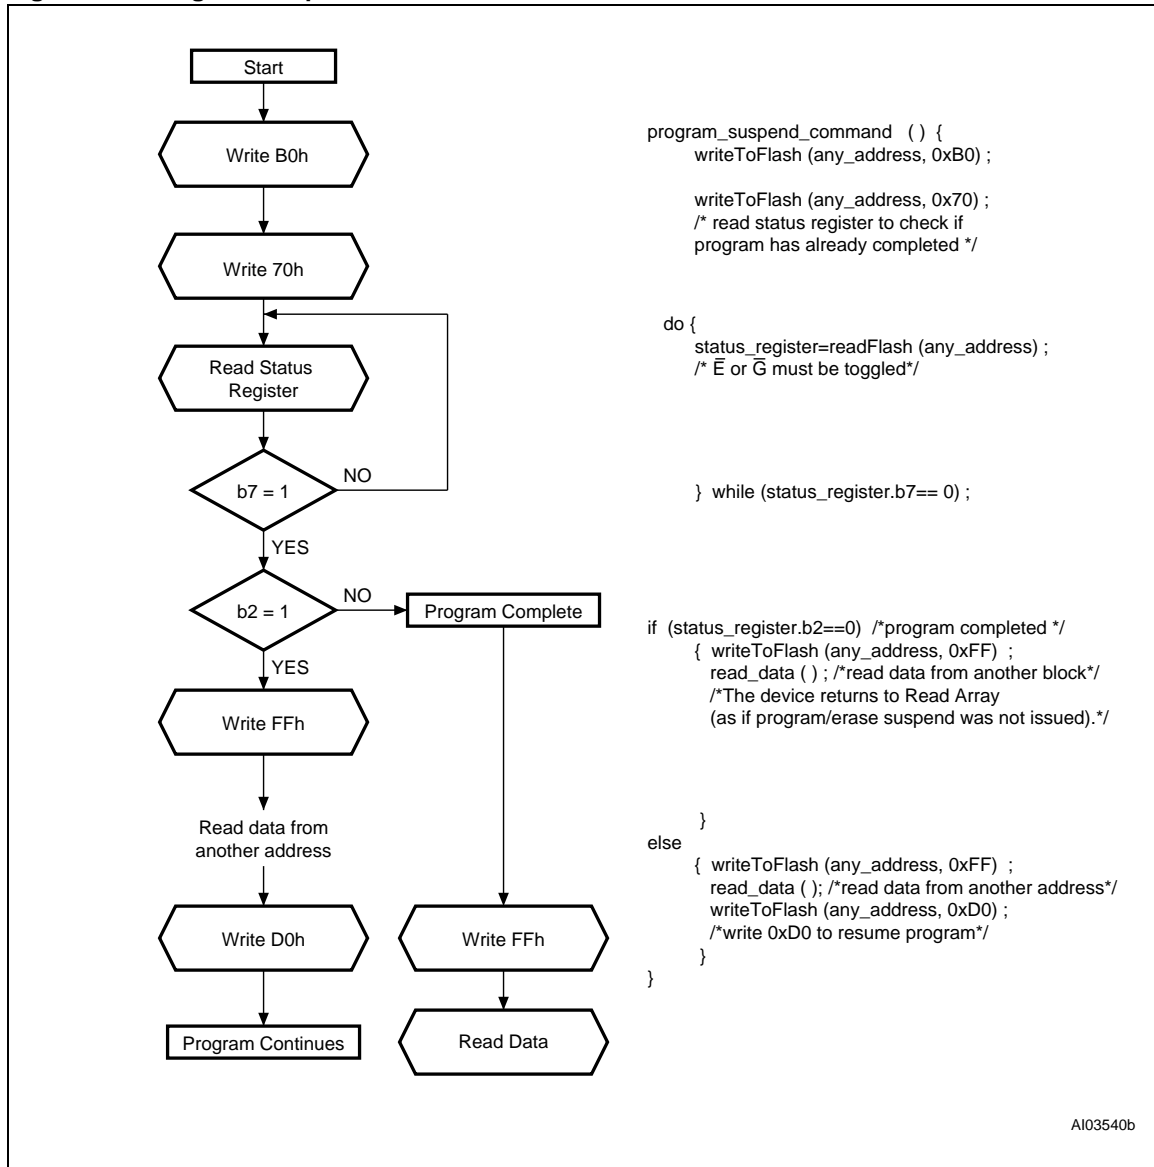 Start
Write B0h
Write 70h
Read Status
Register
b7 = 1
NO
YES
b2 = 1
NO
Program Complete
YES
Write FFh
Read data from
another address
Write D0h
Write FFh
Program Continues
Read Data
program_suspend_command ( ) {
writeToFlash (any_address, 0xB0) ;
writeToFlash (any_address, 0x70) ;
/* read status register to check if
program has already completed */
do {
status_register=readFlash (any_address) ;
/* E̅ or G̅ must be toggled*/
} while (status_register.b7== 0) ;
if (status_register.b2==0) /*program completed */
{ writeToFlash (any_address, 0xFF) ;
read_data ( ) ; /*read data from another block*/
/*The device returns to Read Array
(as if program/erase suspend was not issued).*/
}
else
{ writeToFlash (any_address, 0xFF) ;
read_data ( ); /*read data from another address*/
writeToFlash (any_address, 0xD0) ;
/*write 0xD0 to resume program*/
}
}
AI03540b